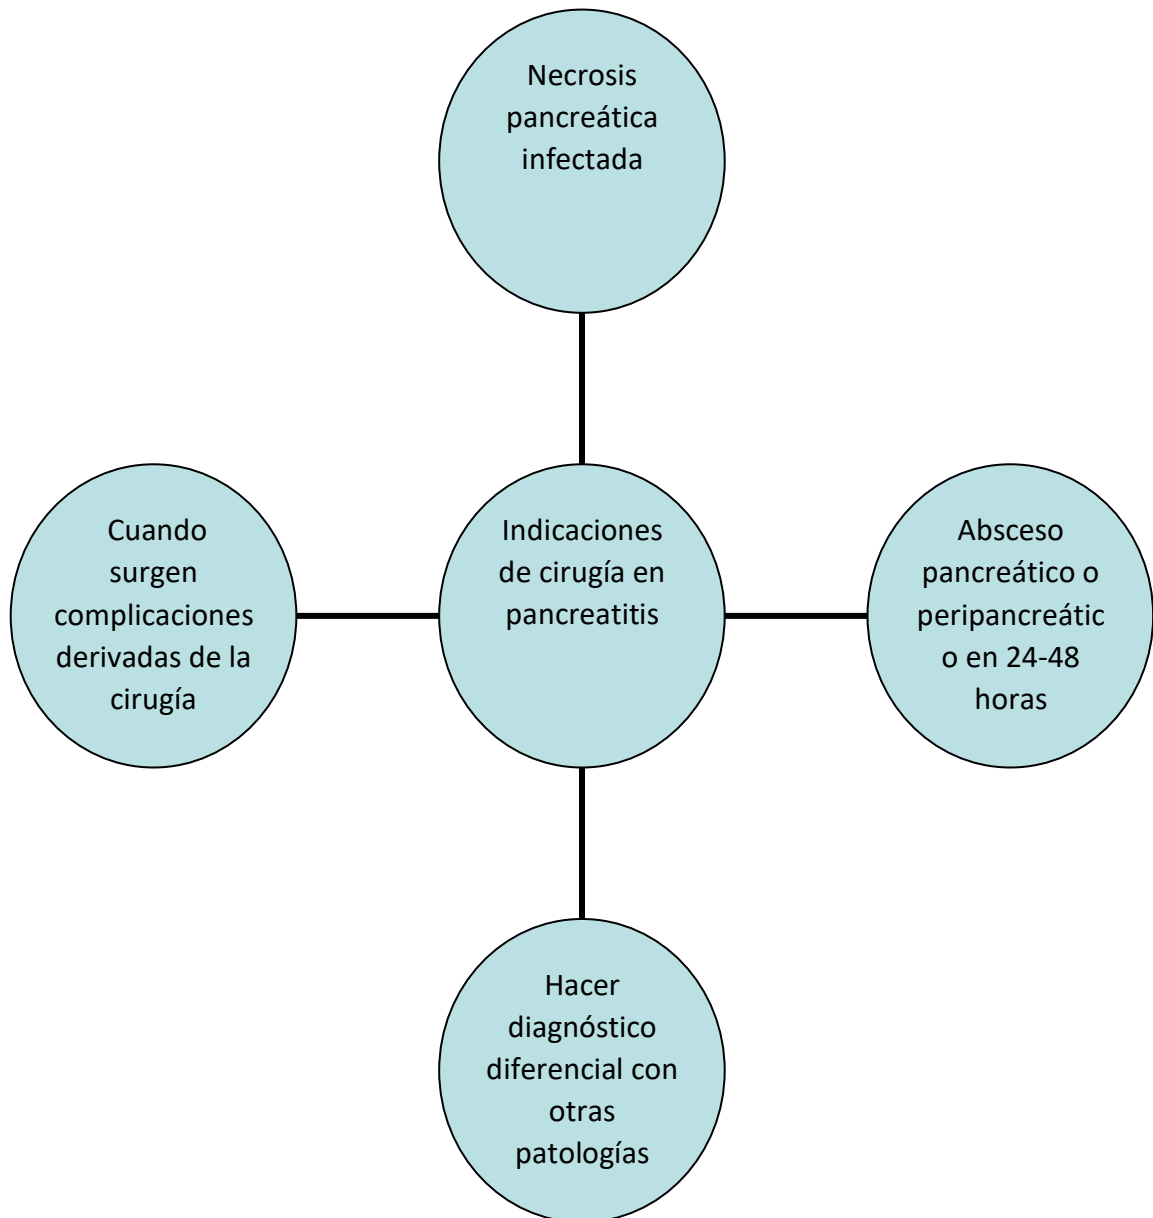 Necrosis
pancreática
infectada
Cuando
surgen
complicaciones
derivadas de la
cirugía
Indicaciones
de cirugía en
pancreatitis
Absceso
pancreático o
peripancreátic
o en 24-48
horas
Hacer
diagnóstico
diferencial con
otras
patologías